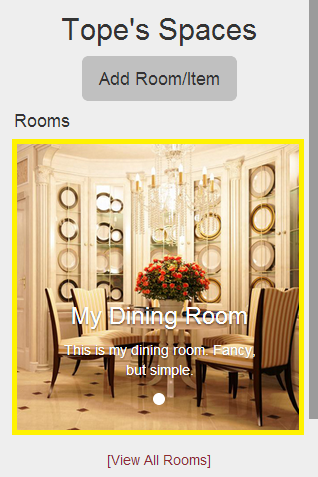 Tope's Spaces
Add Room/Item
Rooms
My Dining Room
This is my dining room. Fancy,
but simple.
[View All Rooms]